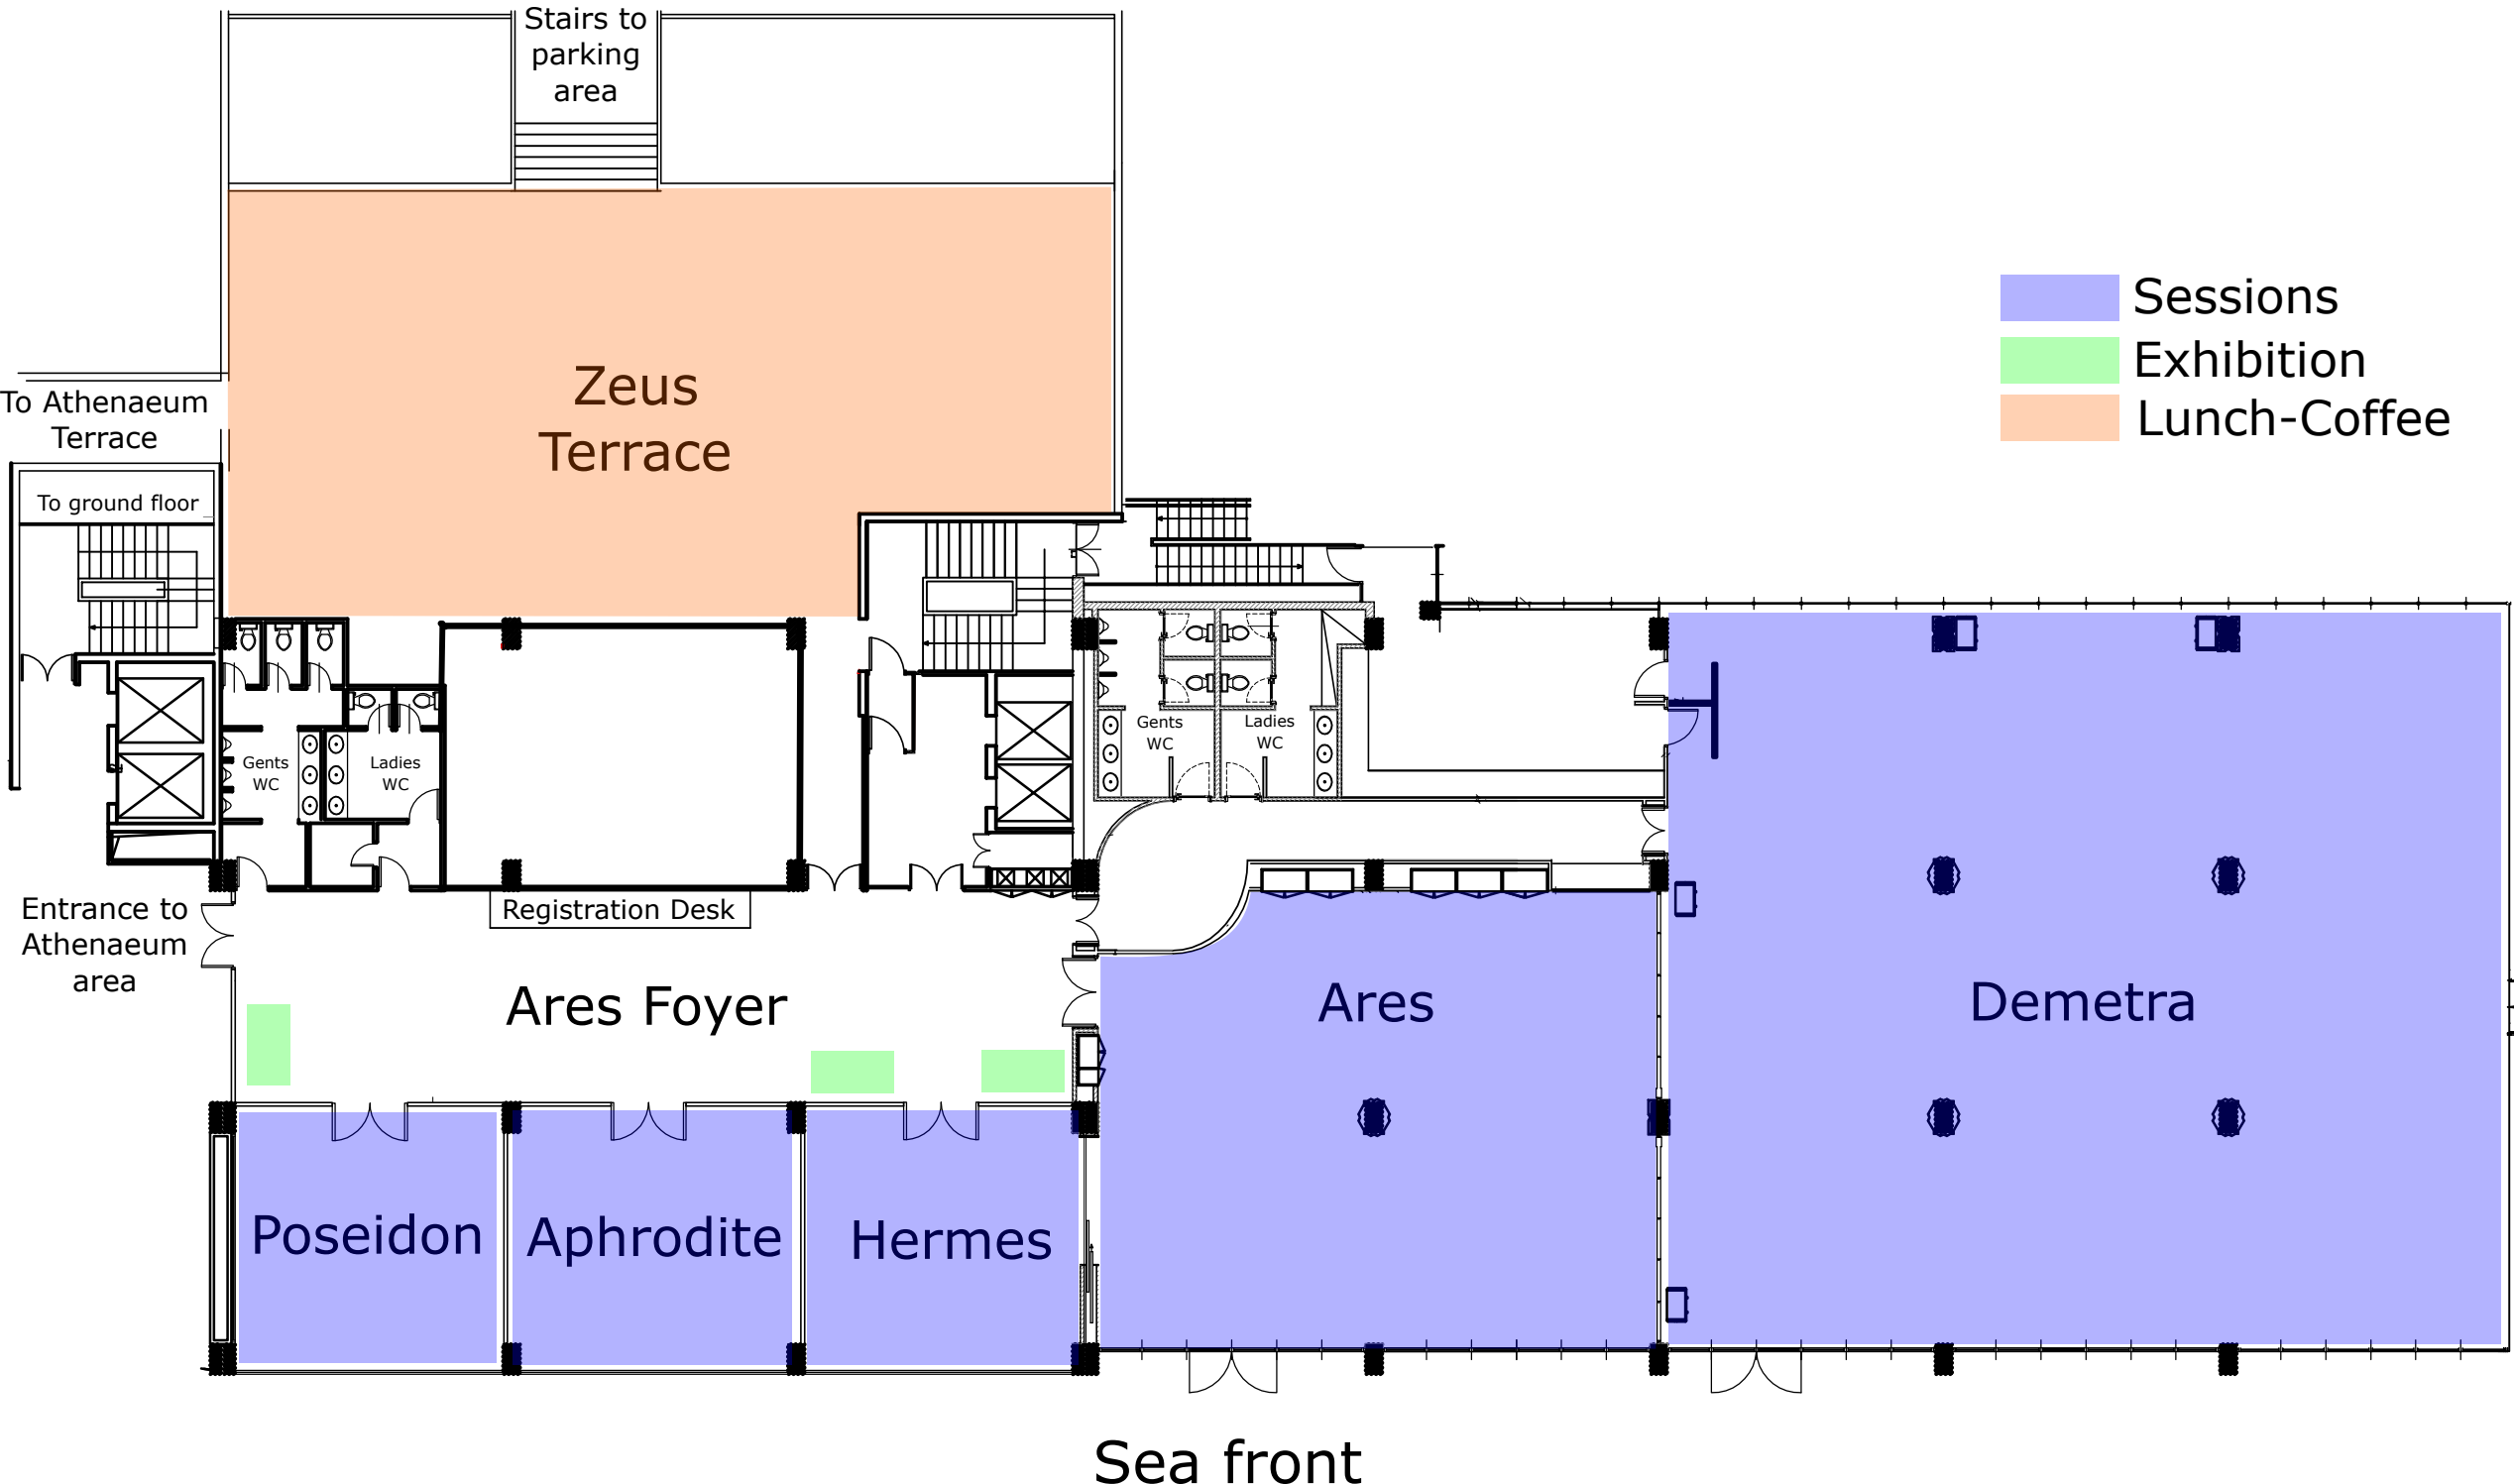 Stairs to
parking
area
Sessions
Exhibition
Lunch-Coffee
Zeus
Terrace
To Athenaeum
Terrace
To ground floor
Gents
WC
Ladies
WC
Gents
WC
Ladies
WC
Entrance to
Athenaeum
area
Registration Desk
Ares Foyer
Ares
Demetra
Poseidon
Aphrodite
Hermes
Sea front